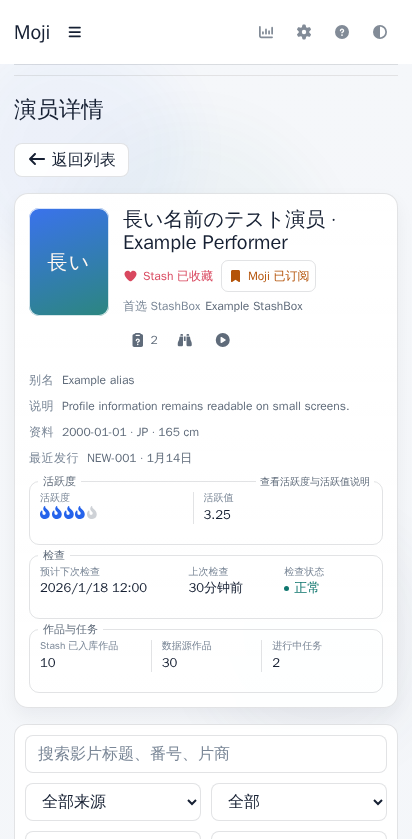 Moji
演员详情
返回列表
長い
長い名前のテスト演员 ·
Example Performer
Stash 已收藏
Moji 已订阅
首选 StashBox Example StashBox
2
别名 Example alias
说明 Profile information remains readable on small screens.
资料 2000-01-01 · JP · 165 cm
最近发行 NEW-001 · 1月14日
活跃度 查看活跃度与活跃值说明
活跃度 活跃值
3.25
检查
预计下次检查 上次检查 检查状态
2026/1/18 12:00 30分钟前 正常
作品与任务
Stash 已入库作品 数据源作品 进行中任务
10 30 2
搜索影片标题、番号、片商
全部来源 全部